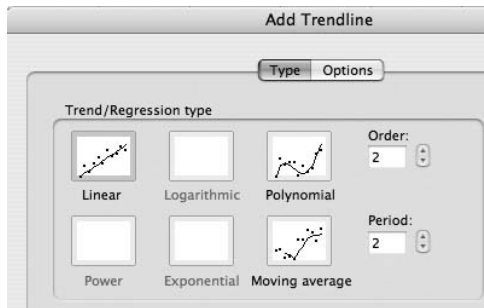 Add Trendline
Type Options
Trend/Regression type
Order:
2
Linear Logarithmic Polynomial
Period:
2
Power Exponential Moving average